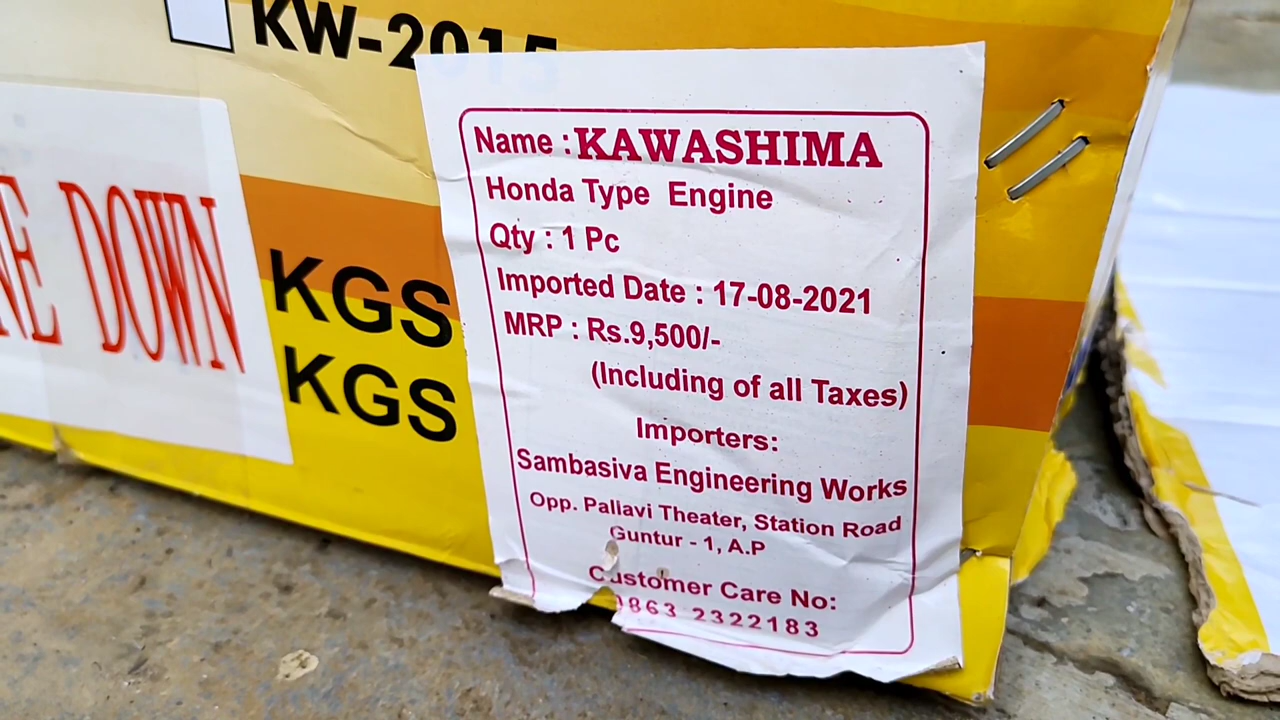 KW-2015
NE DOWN
KGS
KGS
Name : KAWASHIMA
Honda Type Engine
Qty : 1 Pc
Imported Date : 17-08-2021
MRP : Rs.9,500/-
(Including of all Taxes)
Importers:
Sambasiva Engineering Works
Opp. Pallavi Theater, Station Road
Guntur - 1, A.P
Customer Care No:
0863 2322183